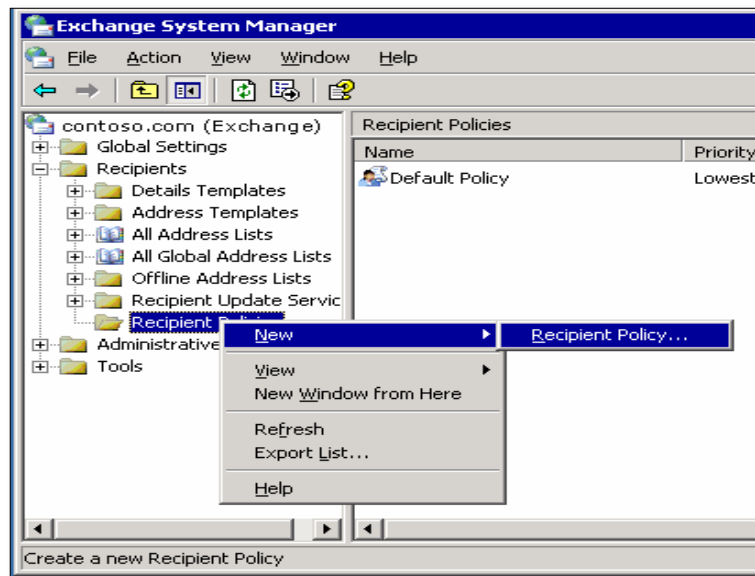 Exchange System Manager
File Action View Window Help
contoso.com (Exchange)
Global Settings
Recipients
Details Templates
Address Templates
All Address Lists
All Global Address Lists
Offline Address Lists
Recipient Update Servic
Recipient
Administrative
Tools
Recipient Policies
Name Priority
Default Policy Lowest
New
View
New Window from Here
Refresh
Export List...
Help
Recipient Policy...
Create a new Recipient Policy